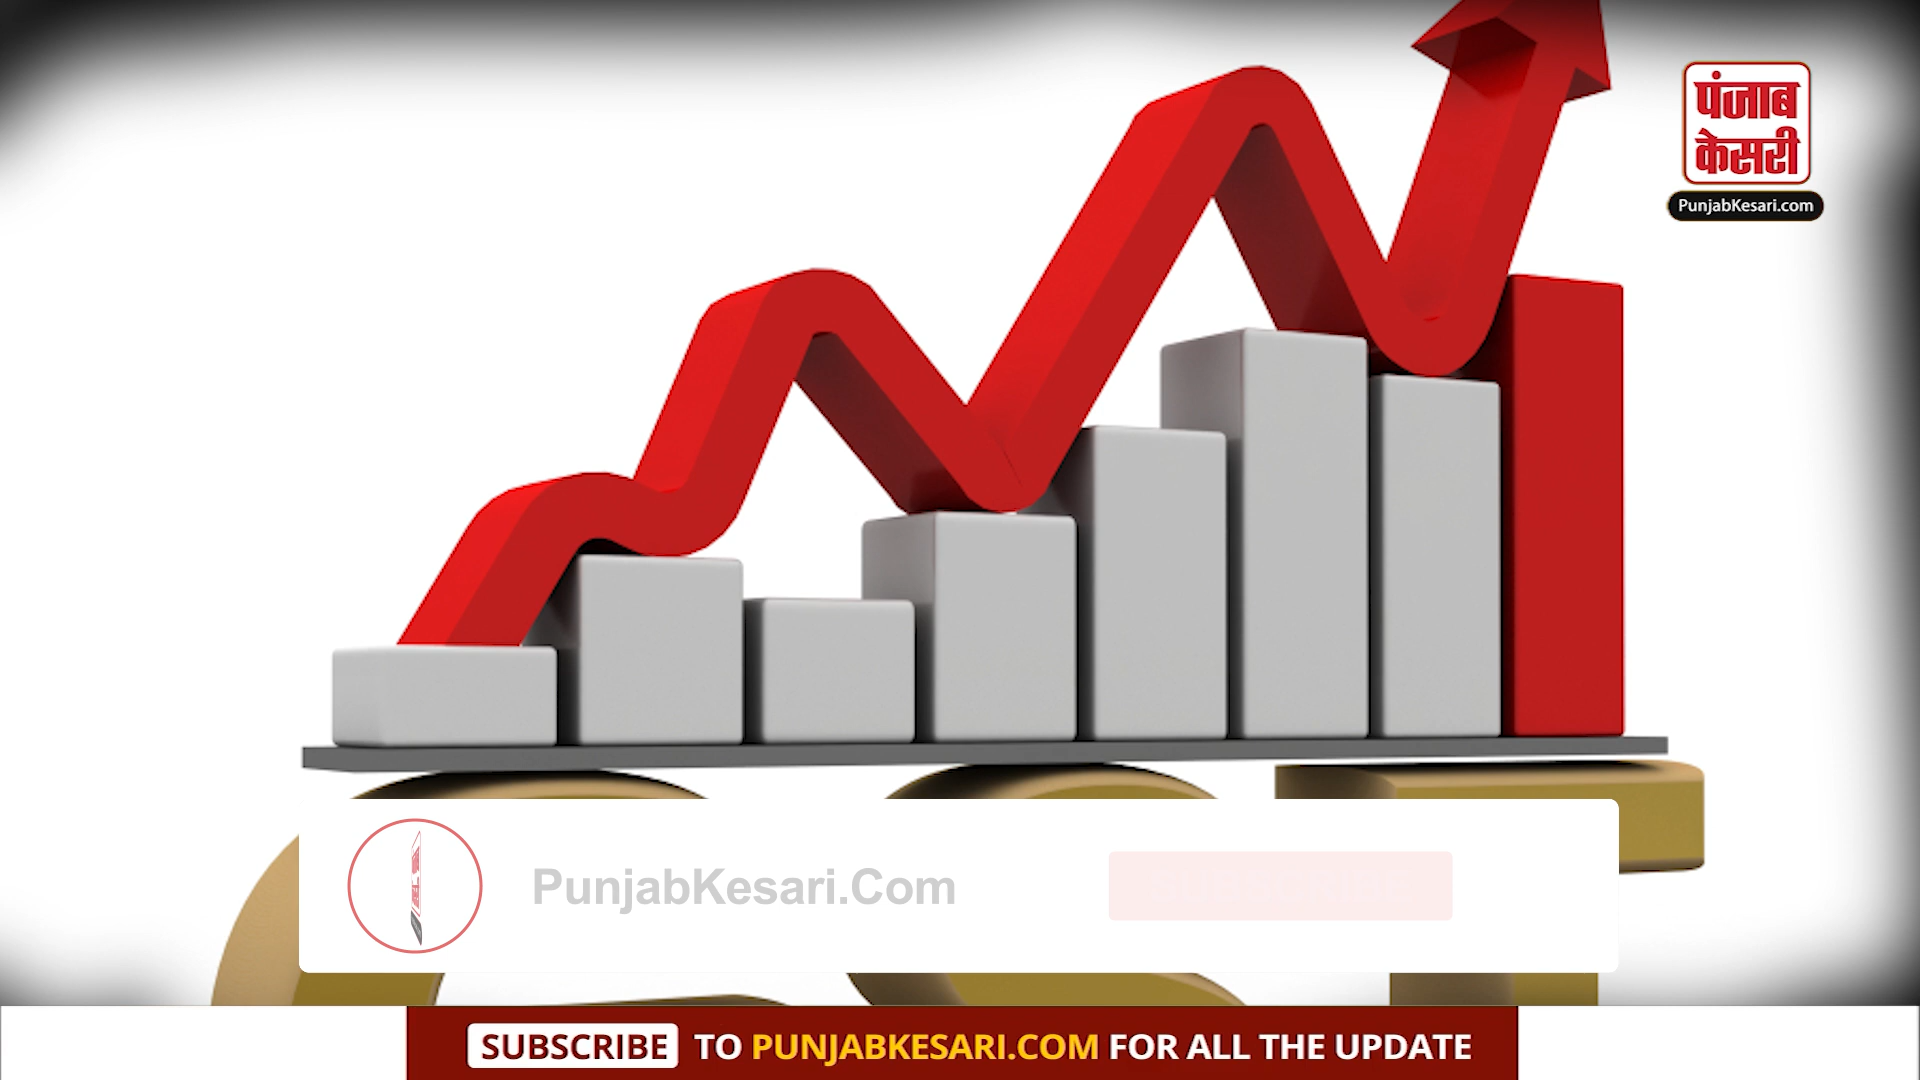 पंजाब
केसरी
PunjabKesari.com
PunjabKesari.Com
SUBSCRIBE TO PUNJABKESARI.COM FOR ALL THE UPDATE